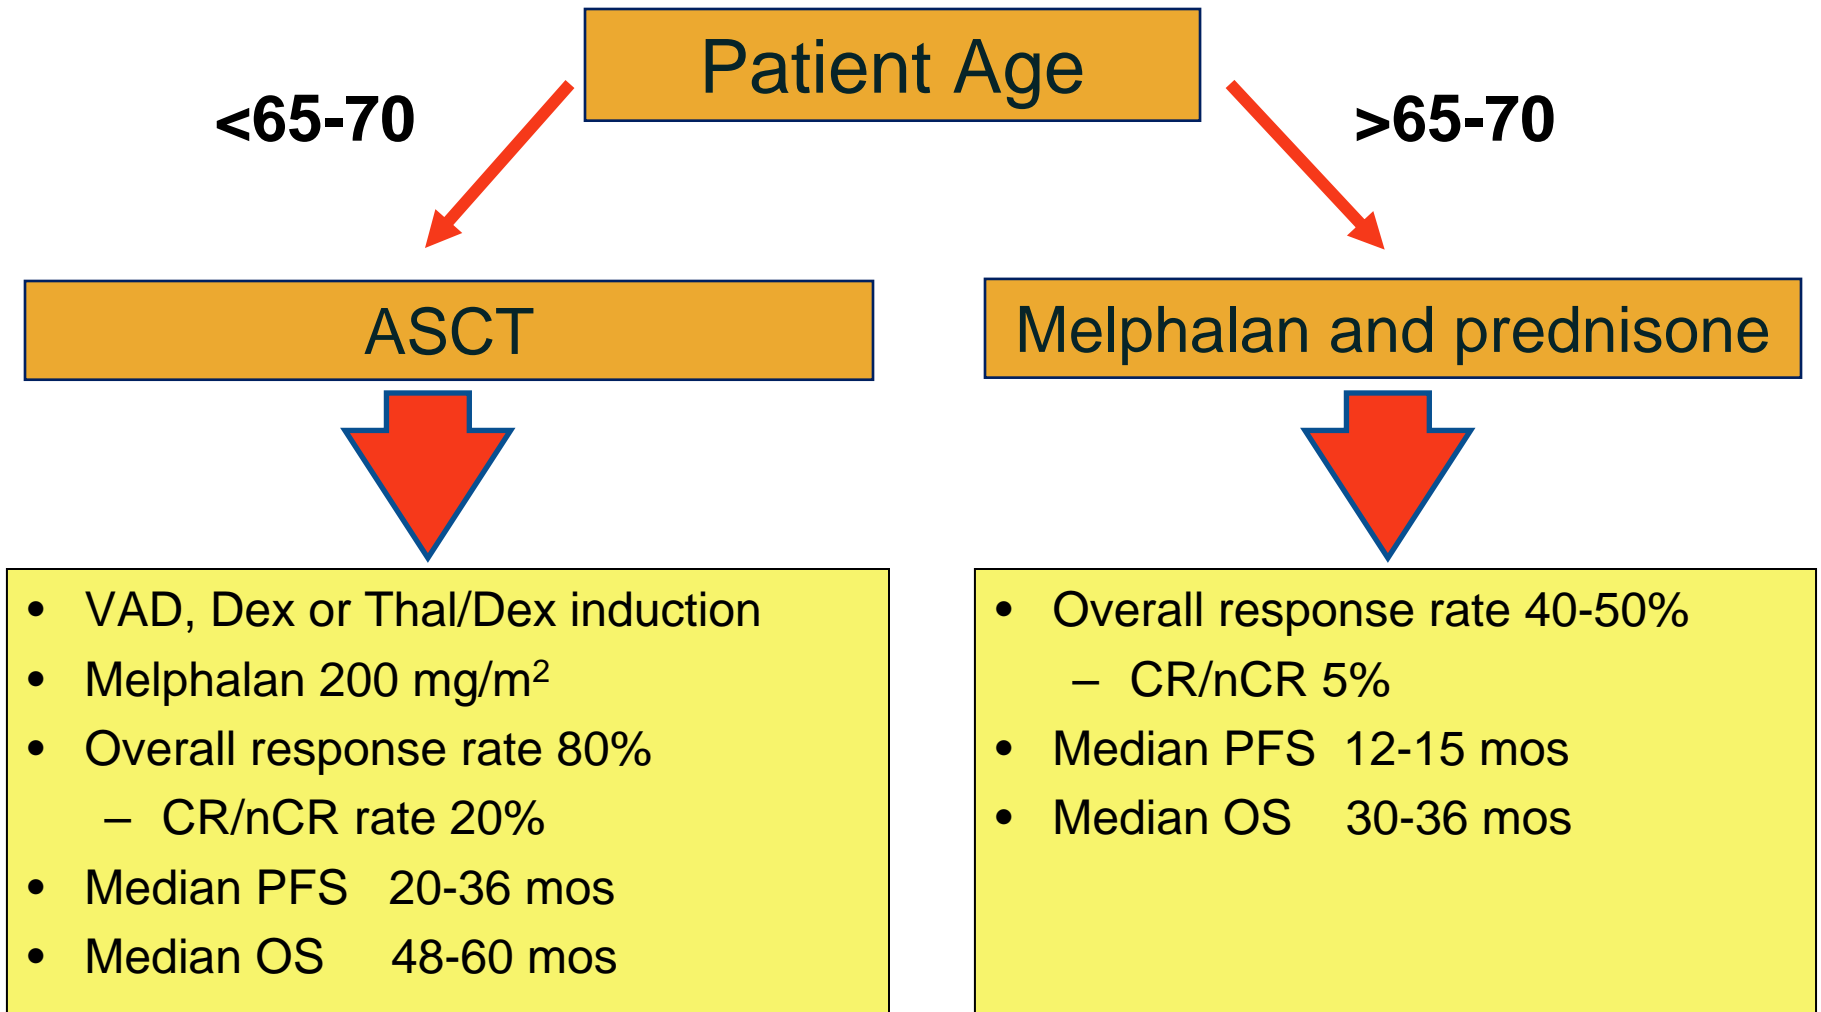 Patient Age
<65-70
>65-70
ASCT
Melphalan and prednisone
• VAD, Dex or Thal/Dex induction
• Melphalan 200 mg/m²
• Overall response rate 80%
– CR/nCR rate 20%
• Median PFS 20-36 mos
• Median OS 48-60 mos
• Overall response rate 40-50%
– CR/nCR 5%
• Median PFS 12-15 mos
• Median OS 30-36 mos